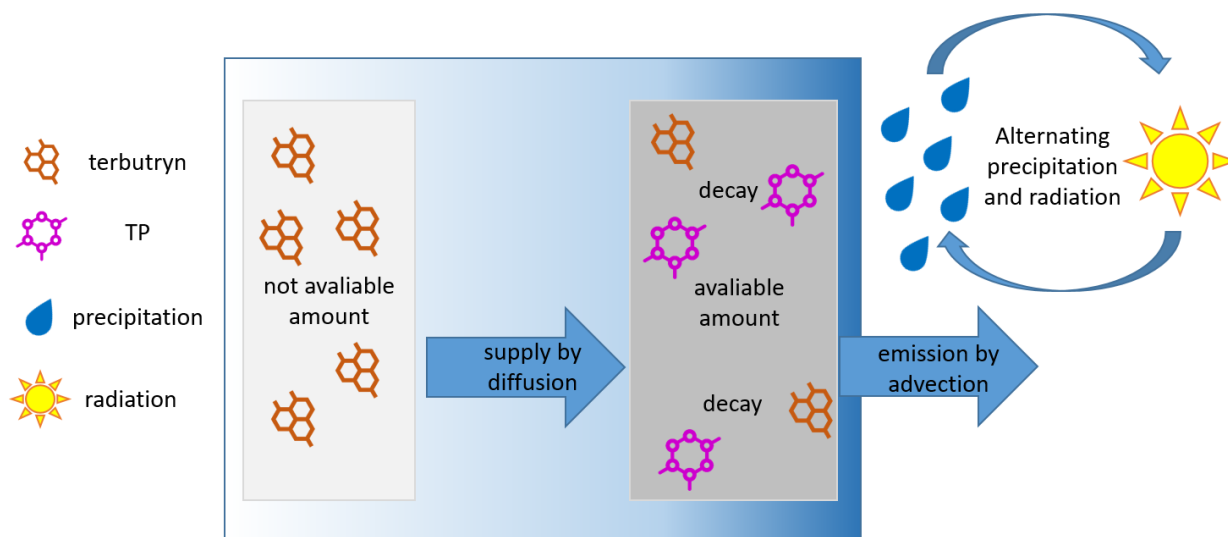 terbutryn
TP
precipitation
radiation
not avaliable
amount
supply by
diffusion
decay
avaliable
amount
decay
emission by
advection
Alternating
precipitation
and radiation